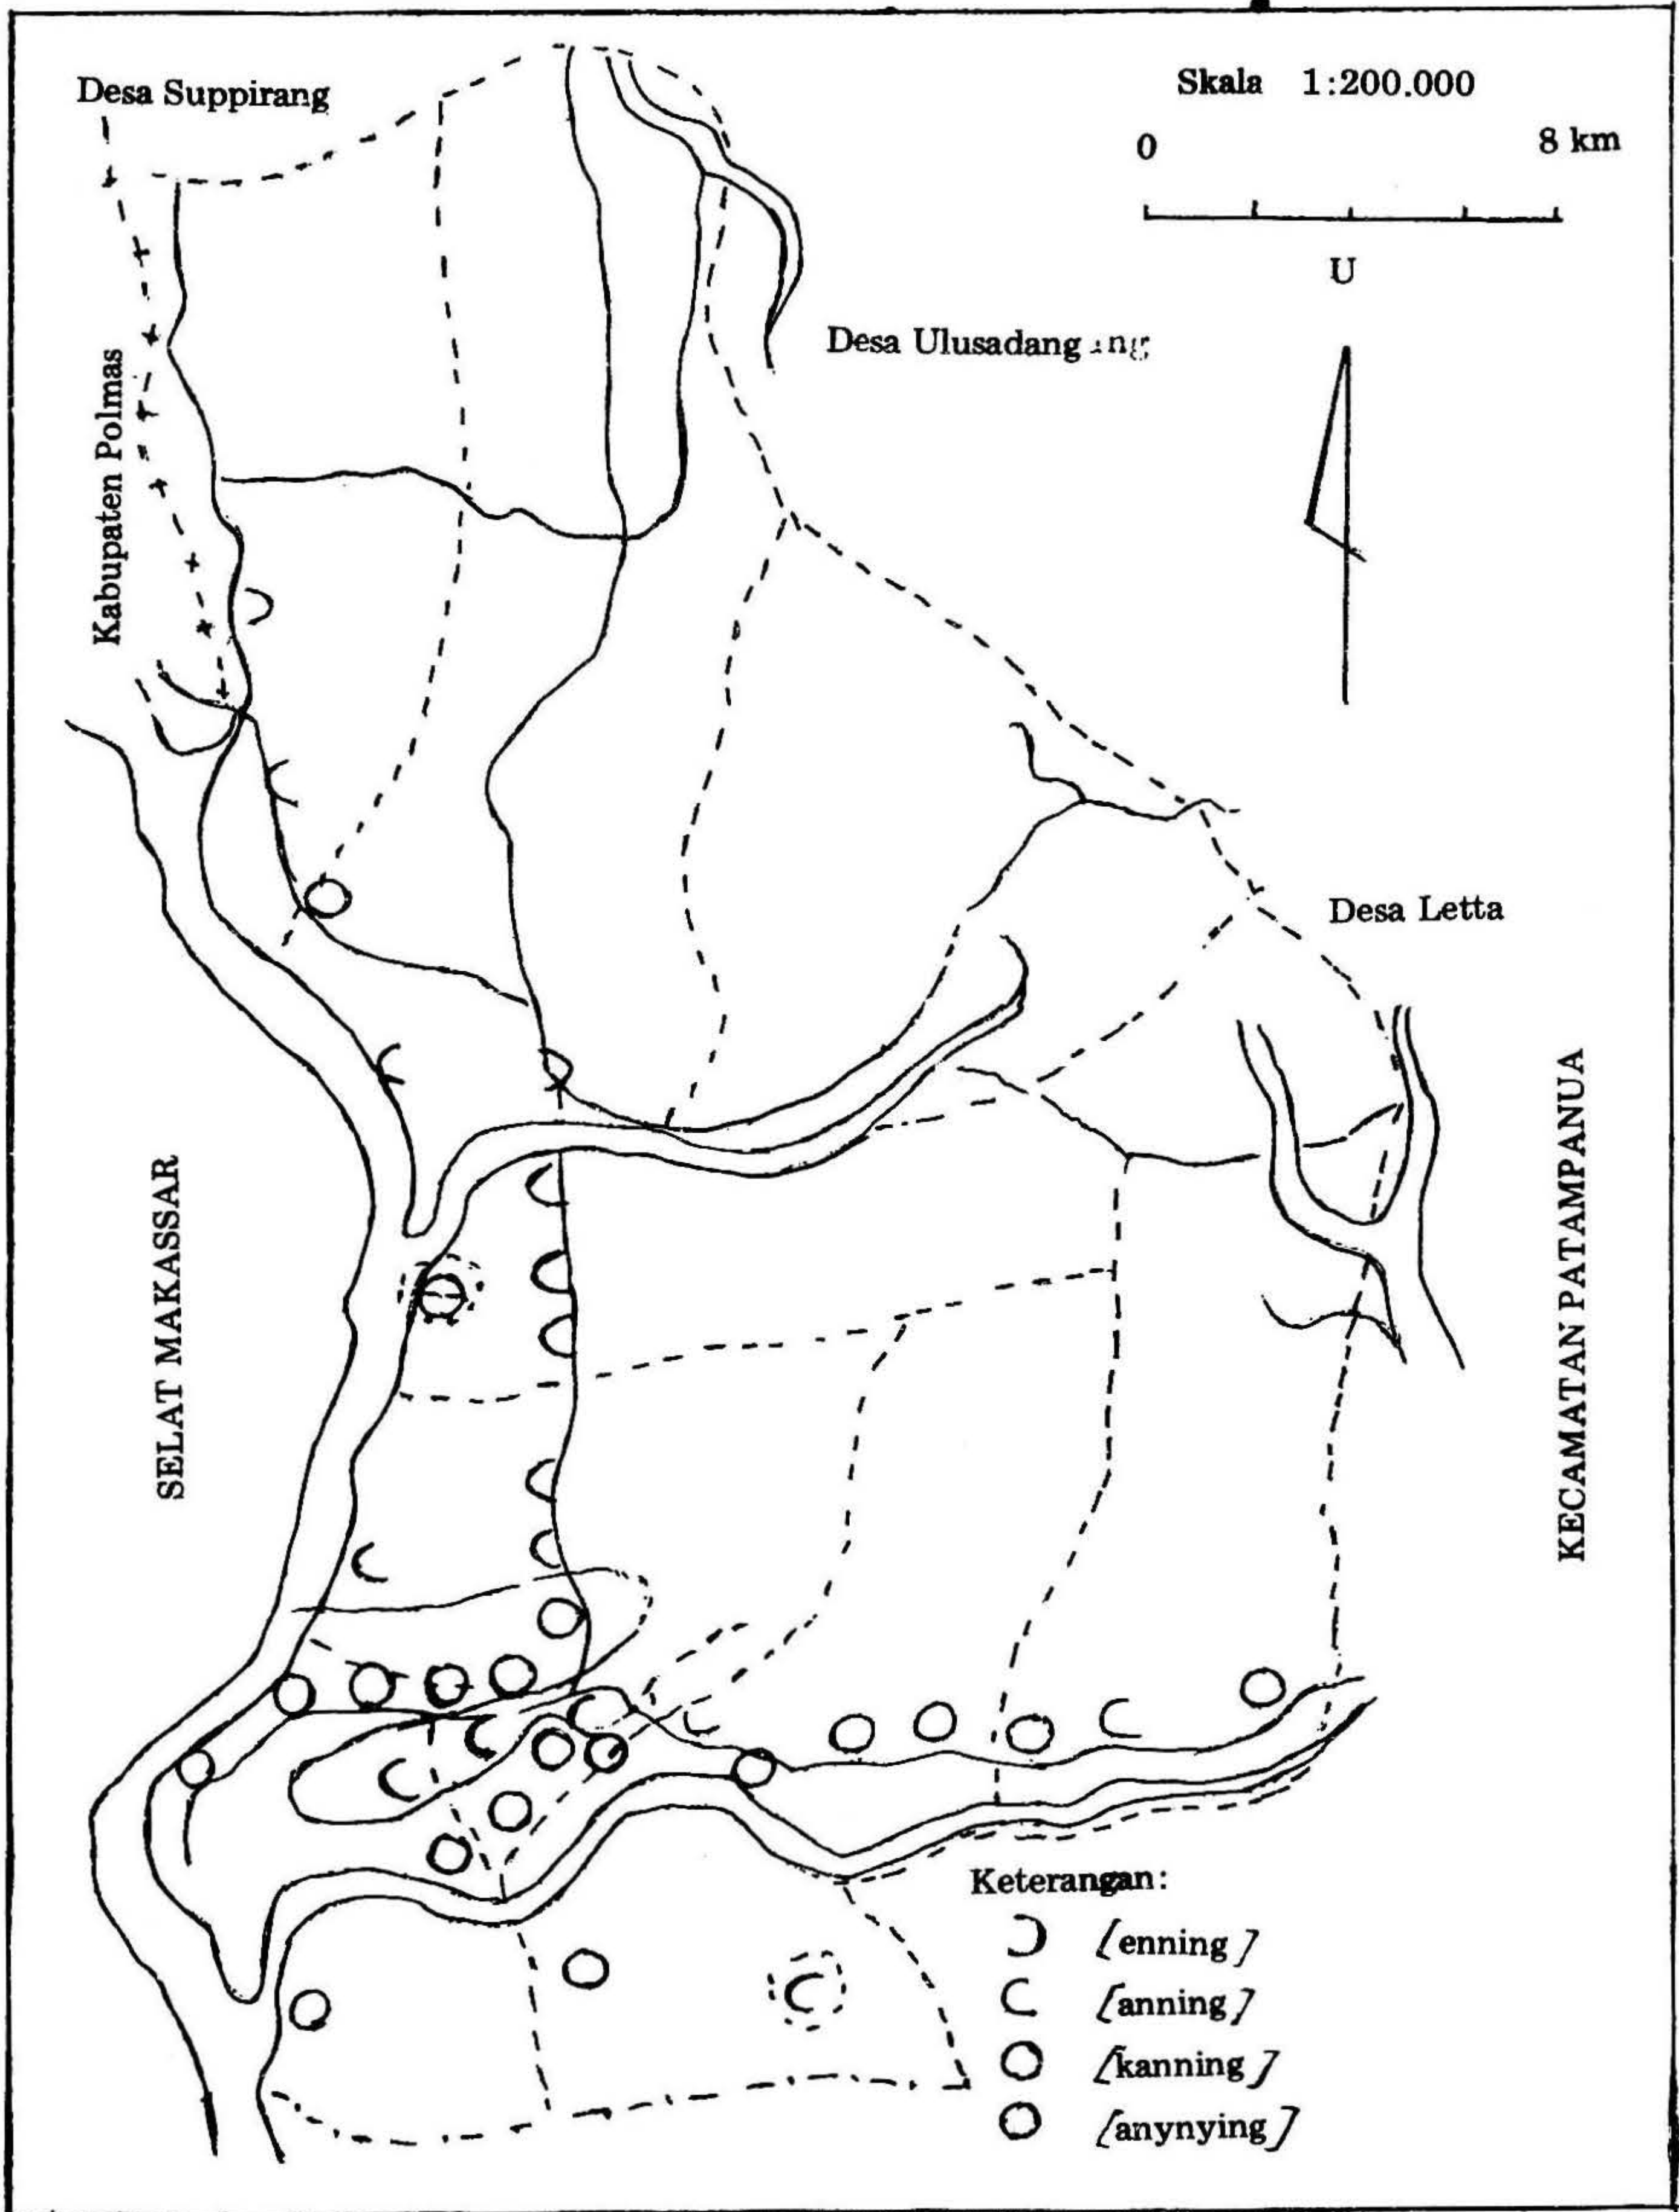 Desa Suppirang
Skala 1:200.000
0 8 km
U
Desa Ulusadang
Kabupaten Polmas
Desa Letta
SELAT MAKASSAR
KECAMATAN PATAMPANUA
Keterangan:
[enning]
[anning]
[kanning]
[anynying]